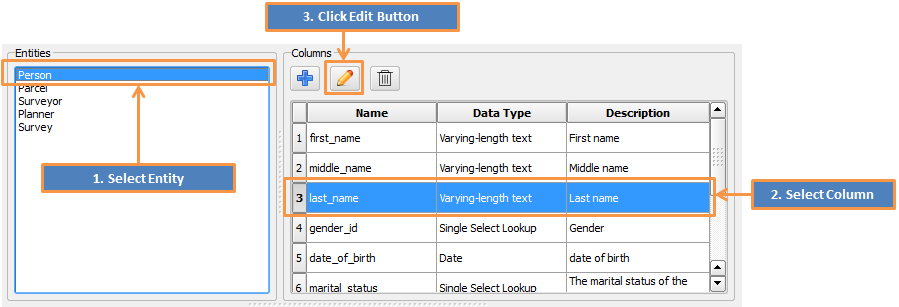 3. Click Edit Button
Entities
Person
Parcel
Surveyor
Planner
Survey
1. Select Entity
Columns
Name Data Type Description
1 first_name Varying-length text First name
2 middle_name Varying-length text Middle name
3 last_name Varying-length text Last name
4 gender_id Single Select Lookup Gender
5 date_of_birth Date date of birth
6 marital_status Single Select Lookup The marital status of the
2. Select Column